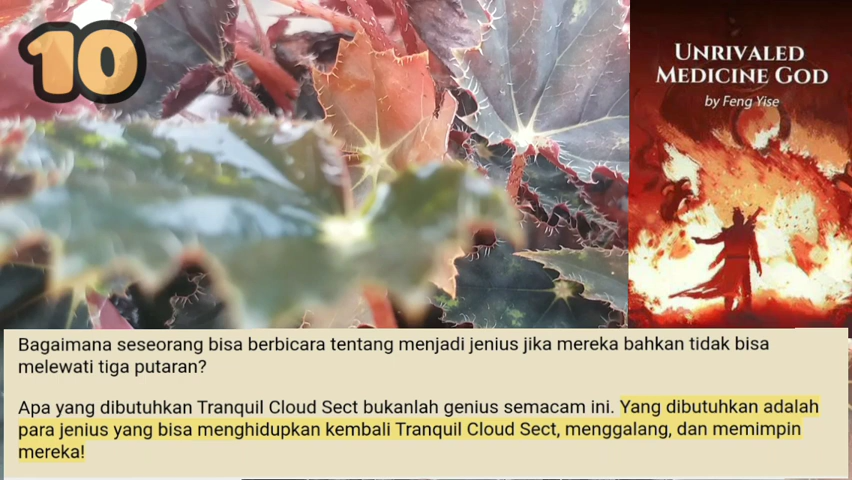 10
UNRIVALED
MEDICINE GOD
by Feng Yise
Bagaimana seseorang bisa berbicara tentang menjadi jenius jika mereka bahkan tidak bisa
melewati tiga putaran?
Apa yang dibutuhkan Tranquil Cloud Sect bukanlah genius semacam ini. Yang dibutuhkan adalah
para jenius yang bisa menghidupkan kembali Tranquil Cloud Sect, menggalang, dan memimpin
mereka!